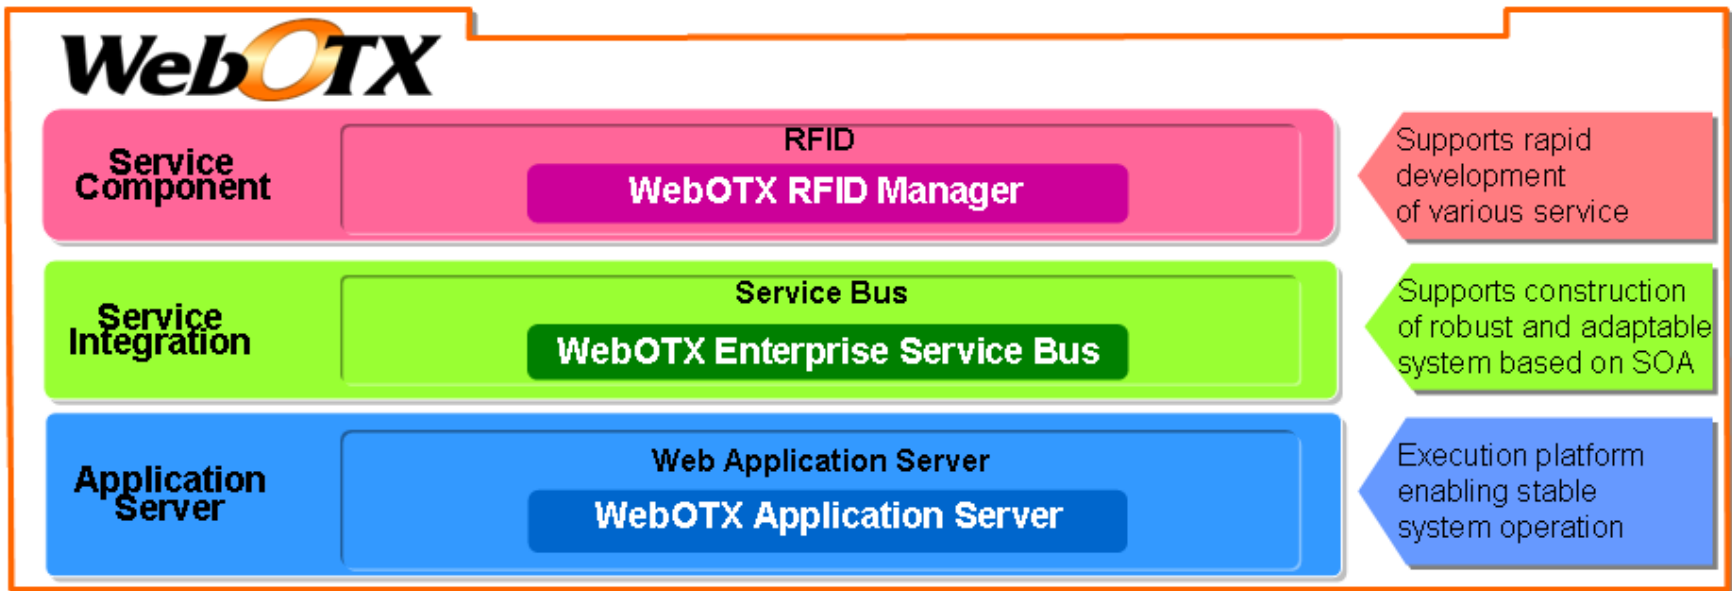 WebOTX
Service
Component
RFID
WebOTX RFID Manager
Supports rapid
development
of various service
Service
Integration
Service Bus
WebOTX Enterprise Service Bus
Supports construction
of robust and adaptable
system based on SOA
Application
Server
Web Application Server
WebOTX Application Server
Execution platform
enabling stable
system operation